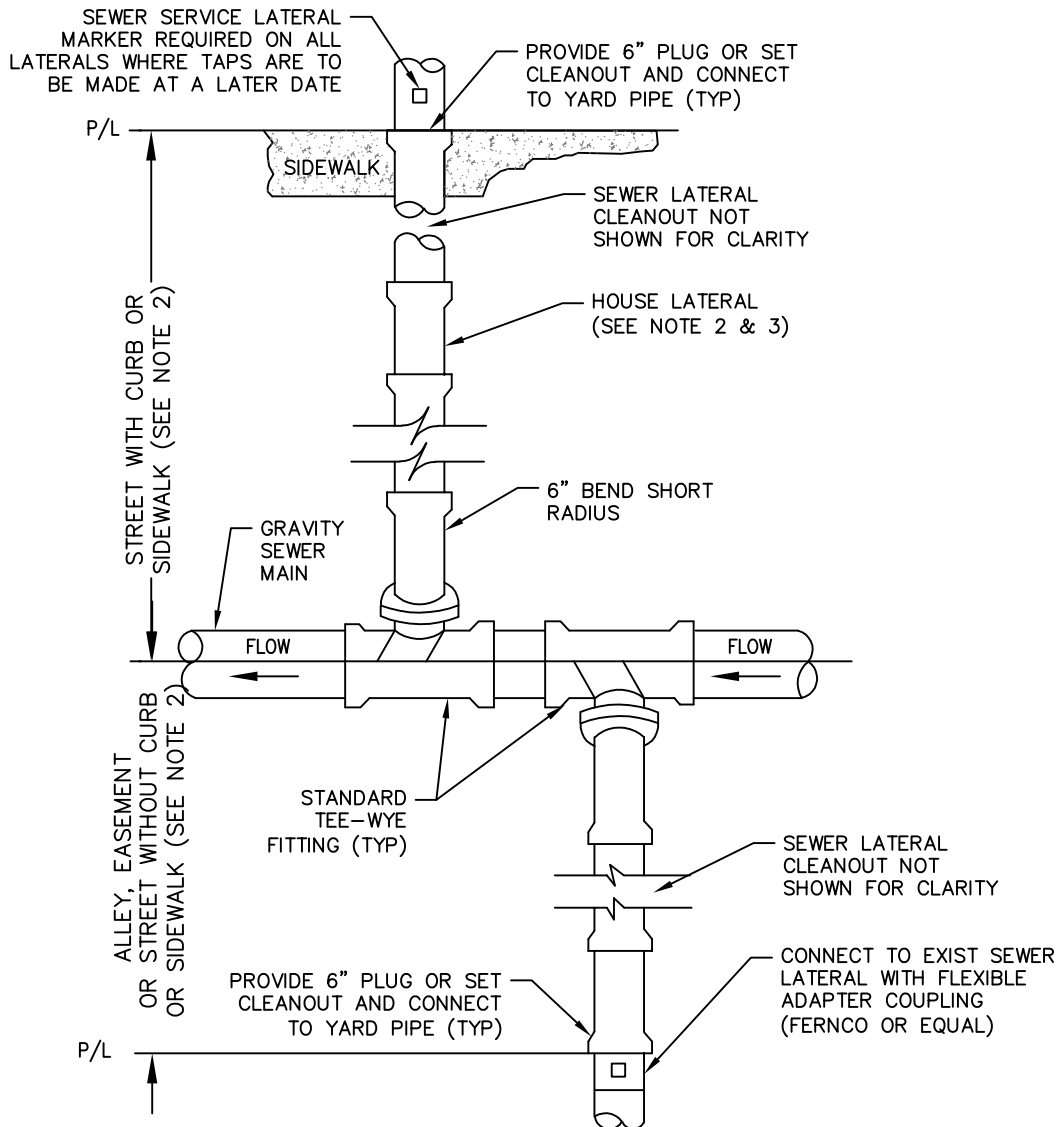 SEWER SERVICE LATERAL
MARKER REQUIRED ON ALL
LATERALS WHERE TAPS ARE TO
BE MADE AT A LATER DATE
PROVIDE 6" PLUG OR SET
CLEANOUT AND CONNECT
TO YARD PIPE (TYP)
P/L
SIDEWALK
SEWER LATERAL
CLEANOUT NOT
SHOWN FOR CLARITY
HOUSE LATERAL
(SEE NOTE 2 & 3)
STREET WITH CURB OR
SIDEWALK (SEE NOTE 2)
6" BEND SHORT
RADIUS
GRAVITY
SEWER
MAIN
FLOW
FLOW
ALLEY, EASEMENT
OR STREET WITHOUT CURB
OR SIDEWALK (SEE NOTE 2)
STANDARD
TEE-WYE
FITTING (TYP)
SEWER LATERAL
CLEANOUT NOT
SHOWN FOR CLARITY
PROVIDE 6" PLUG OR SET
CLEANOUT AND CONNECT
TO YARD PIPE (TYP)
CONNECT TO EXIST SEWER
LATERAL WITH FLEXIBLE
ADAPTER COUPLING
(FERNCO OR EQUAL)
P/L